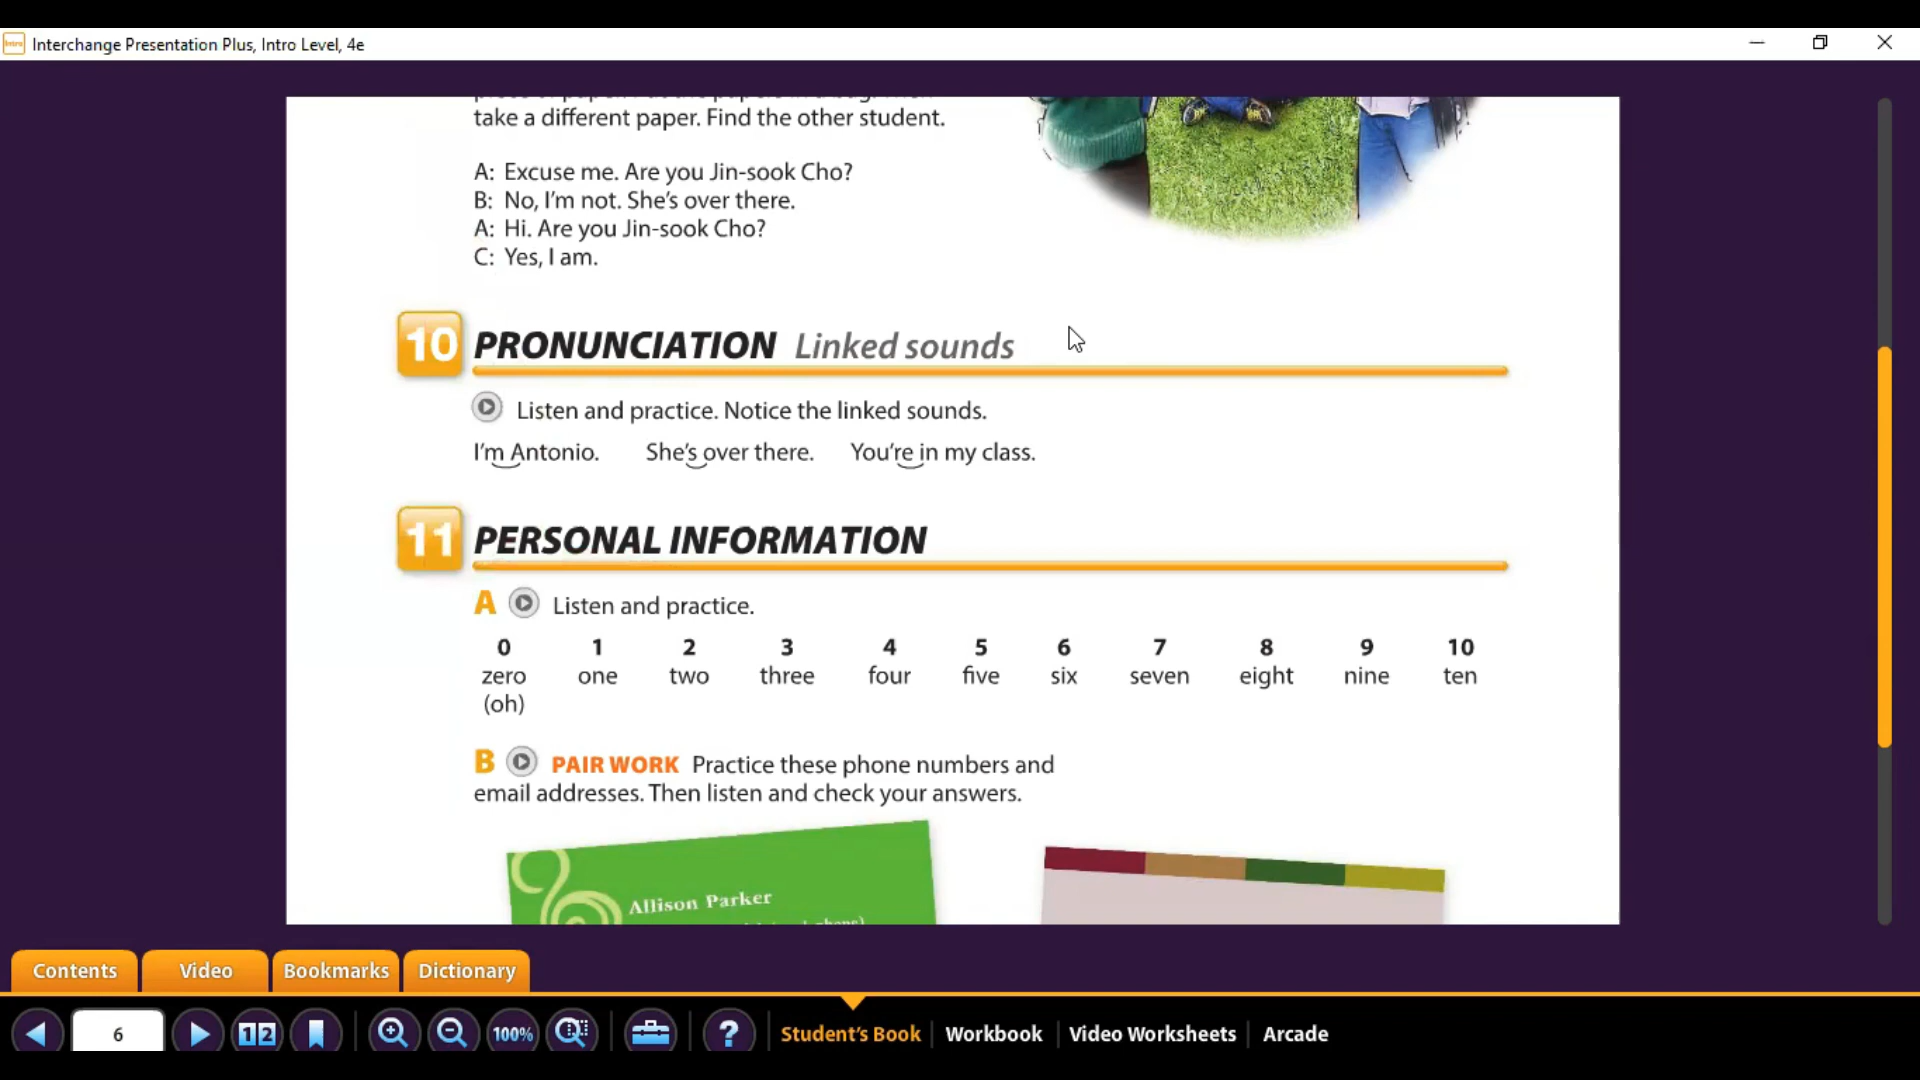 Interchange Presentation Plus, Intro Level, 4e
take a different paper. Find the other student.
A: Excuse me. Are you Jin-sook Cho?
B: No, I'm not. She's over there.
A: Hi. Are you Jin-sook Cho?
C: Yes, I am.
10 PRONUNCIATION Linked sounds
Listen and practice. Notice the linked sounds.
I'm Antonio. She's over there. You're in my class.
11 PERSONAL INFORMATION
A Listen and practice.
0 1 2 3 4 5 6 7 8 9 10
zero one two three four five six seven eight nine ten
(oh)
B PAIR WORK Practice these phone numbers and
email addresses. Then listen and check your answers.
Allison Parker
Contents Video Bookmarks Dictionary
6 12 100% ? Student's Book Workbook Video Worksheets Arcade